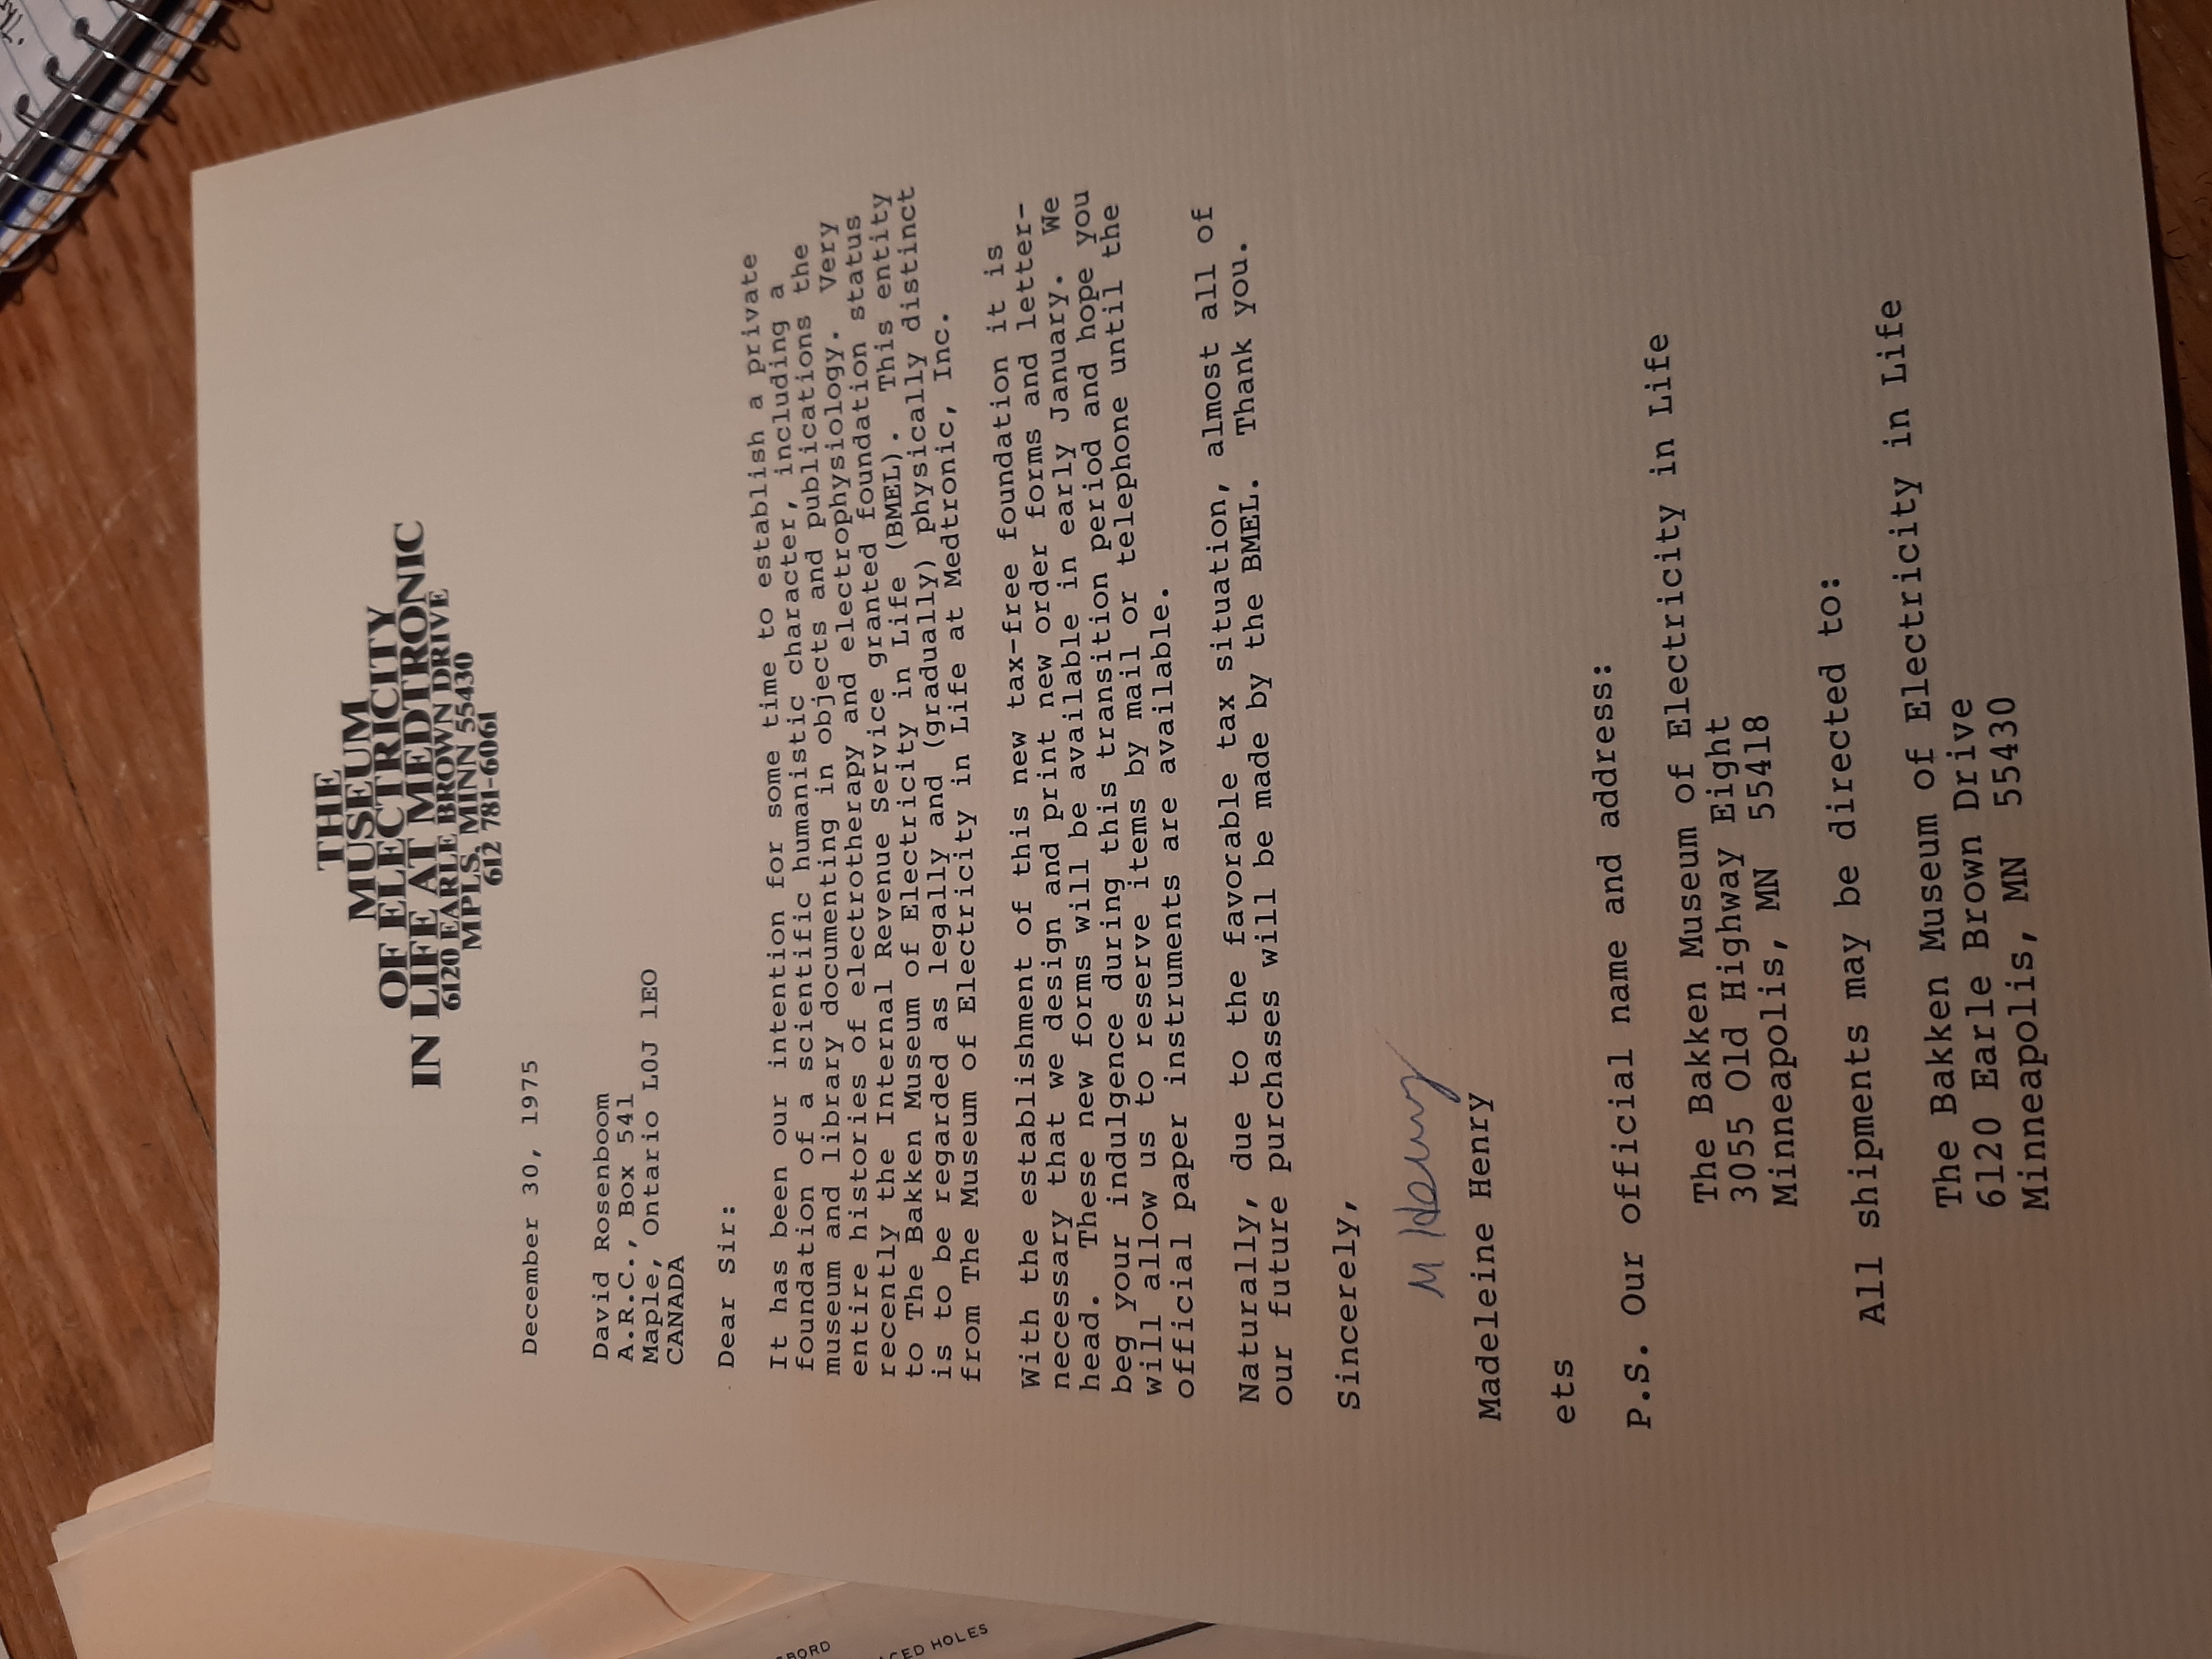 THE
MUSEUM
OF ELECTRICITY
IN LIFE AT MEDTRONIC
6120 EARLE BROWN DRIVE
MPLS, MINN 55430
612 781-6061
December 30, 1975
David Rosenboom
A.R.C., Box 541
Maple, Ontario L0J 1EO
CANADA
Dear Sir:
It has been our intention for some time to establish a private
foundation of a scientific humanistic character, including a
museum and library documenting in objects and publications the
entire histories of electrotherapy and electrophysiology. Very
recently the Internal Revenue Service granted foundation status
to The Bakken Museum of Electricity in Life (BMEL). This entity
is to be regarded as legally and (gradually) physically distinct
from The Museum of Electricity in Life at Medtronic, Inc.
With the establishment of this new tax-free foundation it is
necessary that we design and print new order forms and letter-
head. These new forms will be available in early January. We
beg your indulgence during this transition period and hope you
will allow us to reserve items by mail or telephone until the
official paper instruments are available.
Naturally, due to the favorable tax situation, almost all of
our future purchases will be made by the BMEL. Thank you.
Sincerely,
M Henry
Madeleine Henry
ets
P.S. Our official name and address:
The Bakken Museum of Electricity in Life
3055 Old Highway Eight
Minneapolis, MN 55418
All shipments may be directed to:
The Bakken Museum of Electricity in Life
6120 Earle Brown Drive
Minneapolis, MN 55430
HOLES